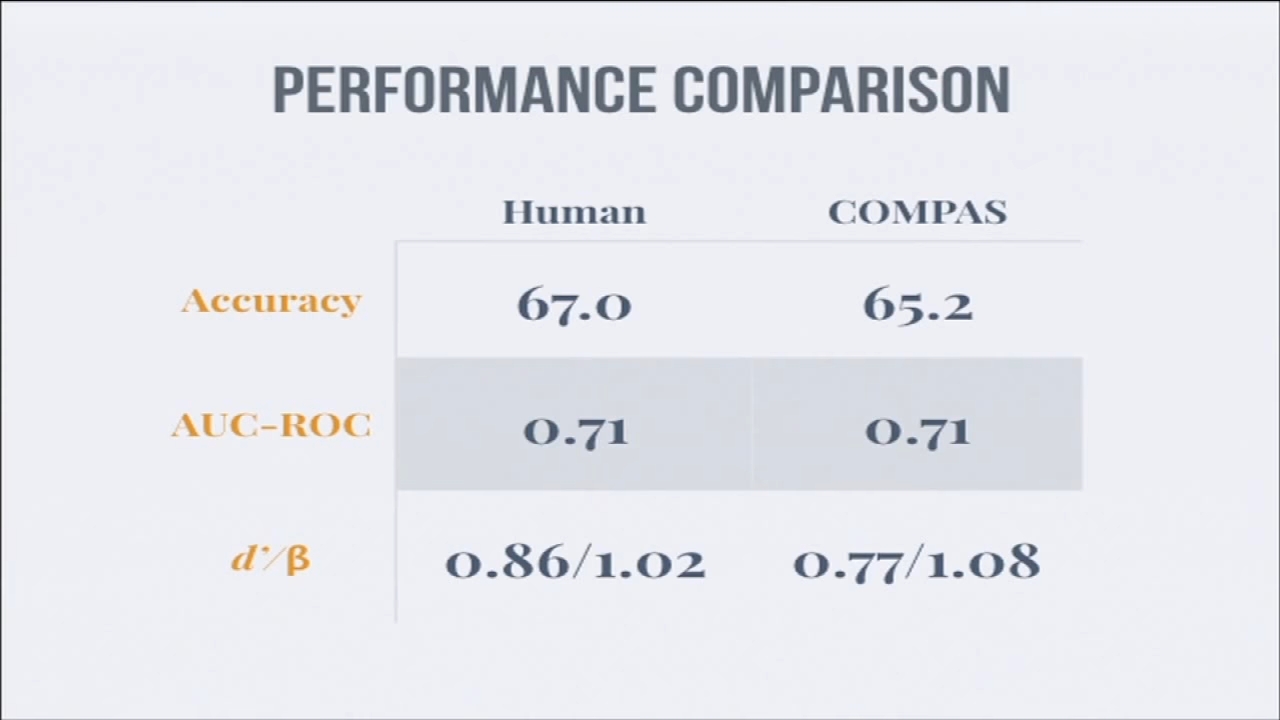 PERFORMANCE COMPARISON
Human COMPAS
Accuracy 67.0 65.2
AUC-ROC 0.71 0.71
d'/β 0.86/1.02 0.77/1.08